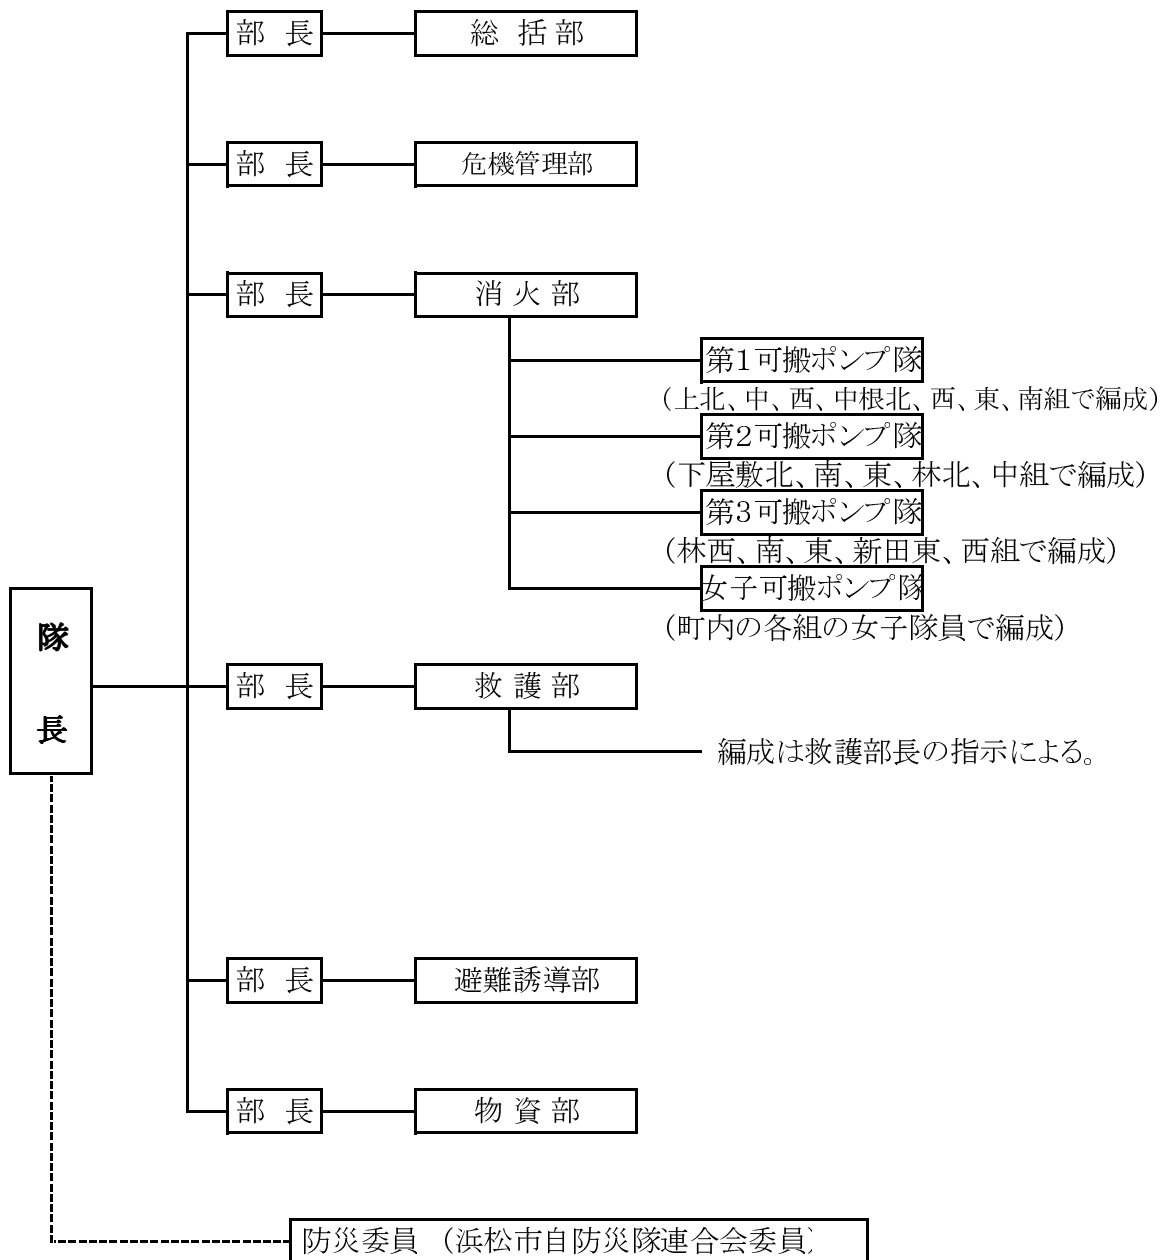 部 長 総 括 部
部 長 危機管理部
部 長 消 火 部
第1可搬ポンプ隊
(上北、中、西、中根北、西、東、南組で編成)
第2可搬ポンプ隊
(下屋敷北、南、東、林北、中組で編成)
第3可搬ポンプ隊
(林西、南、東、新田東、西組で編成)
女子可搬ポンプ隊
(町内の各組の女子隊員で編成)
隊長
部 長 救 護 部
編成は救護部長の指示による。
部 長 避難誘導部
部 長 物 資 部
防災委員 (浜松市自防災隊連合会委員)